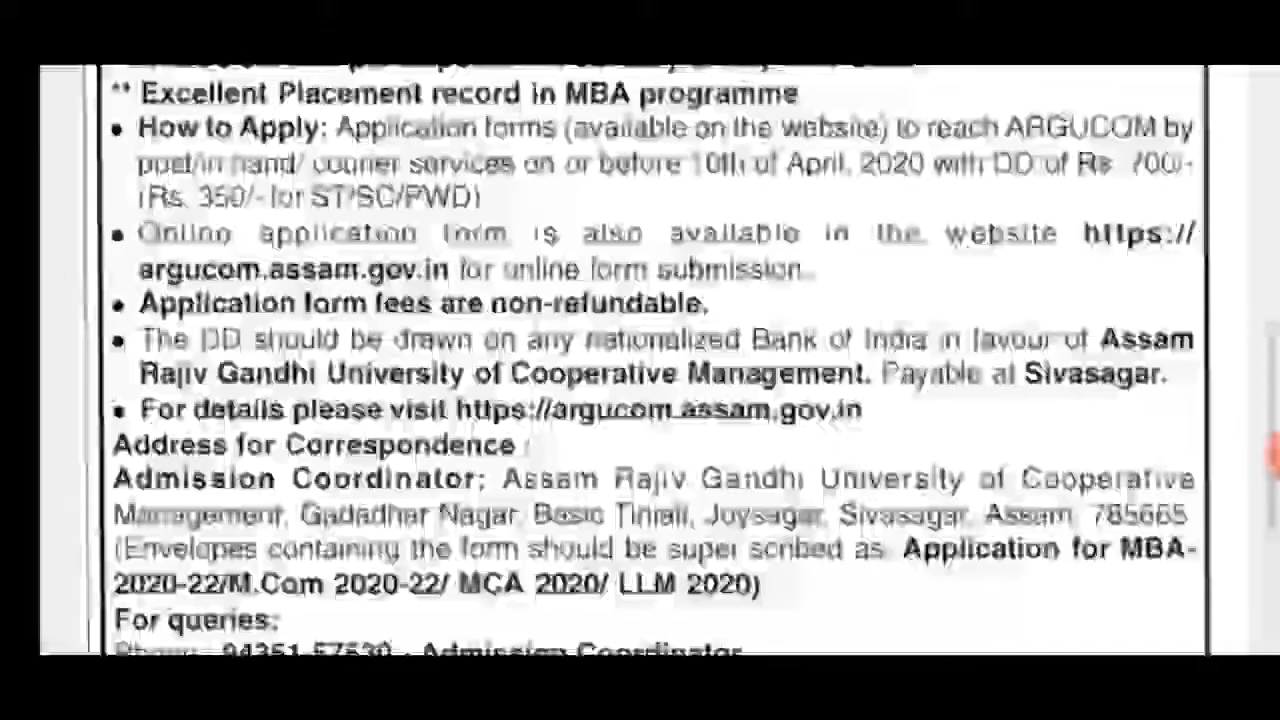 ** Excellent Placement record in MBA programme
• How to Apply: Application forms (available on the website) to reach ARGUCOM by
post/in hand/ courier services on or before 10th of April, 2020 with DD of Rs. 700/-
(Rs. 350/- for ST/SC/PWD)
• Online application form is also available in the website https://
argucom.assam.gov.in for online form submission.
• Application form fees are non-refundable.
• The DD should be drawn on any nationalized Bank of India in favour of Assam
Rajiv Gandhi University of Cooperative Management. Payable at Sivasagar.
• For details please visit https://argucom.assam.gov.in
Address for Correspondence :
Admission Coordinator: Assam Rajiv Gandhi University of Cooperative
Management, Gadadhar Nagar, Basic Tiniali, Joysagar, Sivasagar, Assam, 785665
(Envelopes containing the form should be super scribed as Application for MBA-
2020-22/M.Com 2020-22/ MCA 2020/ LLM 2020)
For queries:
Phone: 94351-57530 - Admission Coordinator